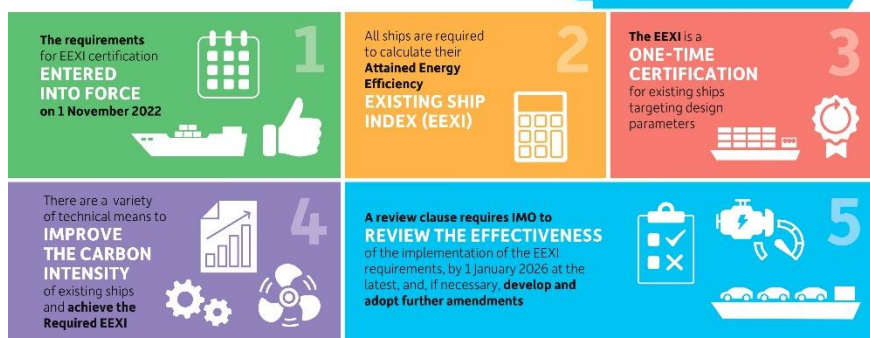 The requirements
for EEXI certification
ENTERED
INTO FORCE
on 1 November 2022
1
All ships are required
to calculate their
Attained Energy
Efficiency
EXISTING SHIP
INDEX (EEXI)
2
The EEXI is a
ONE-TIME
CERTIFICATION
for existing ships
targeting design
parameters
3
There are a variety
of technical means to
IMPROVE
THE CARBON
INTENSITY
of existing ships
and achieve the
Required EEXI
4
A review clause requires IMO to
REVIEW THE EFFECTIVENESS
of the implementation of the EEXI
requirements, by 1 January 2026 at the
latest, and, if necessary, develop and
adopt further amendments
5